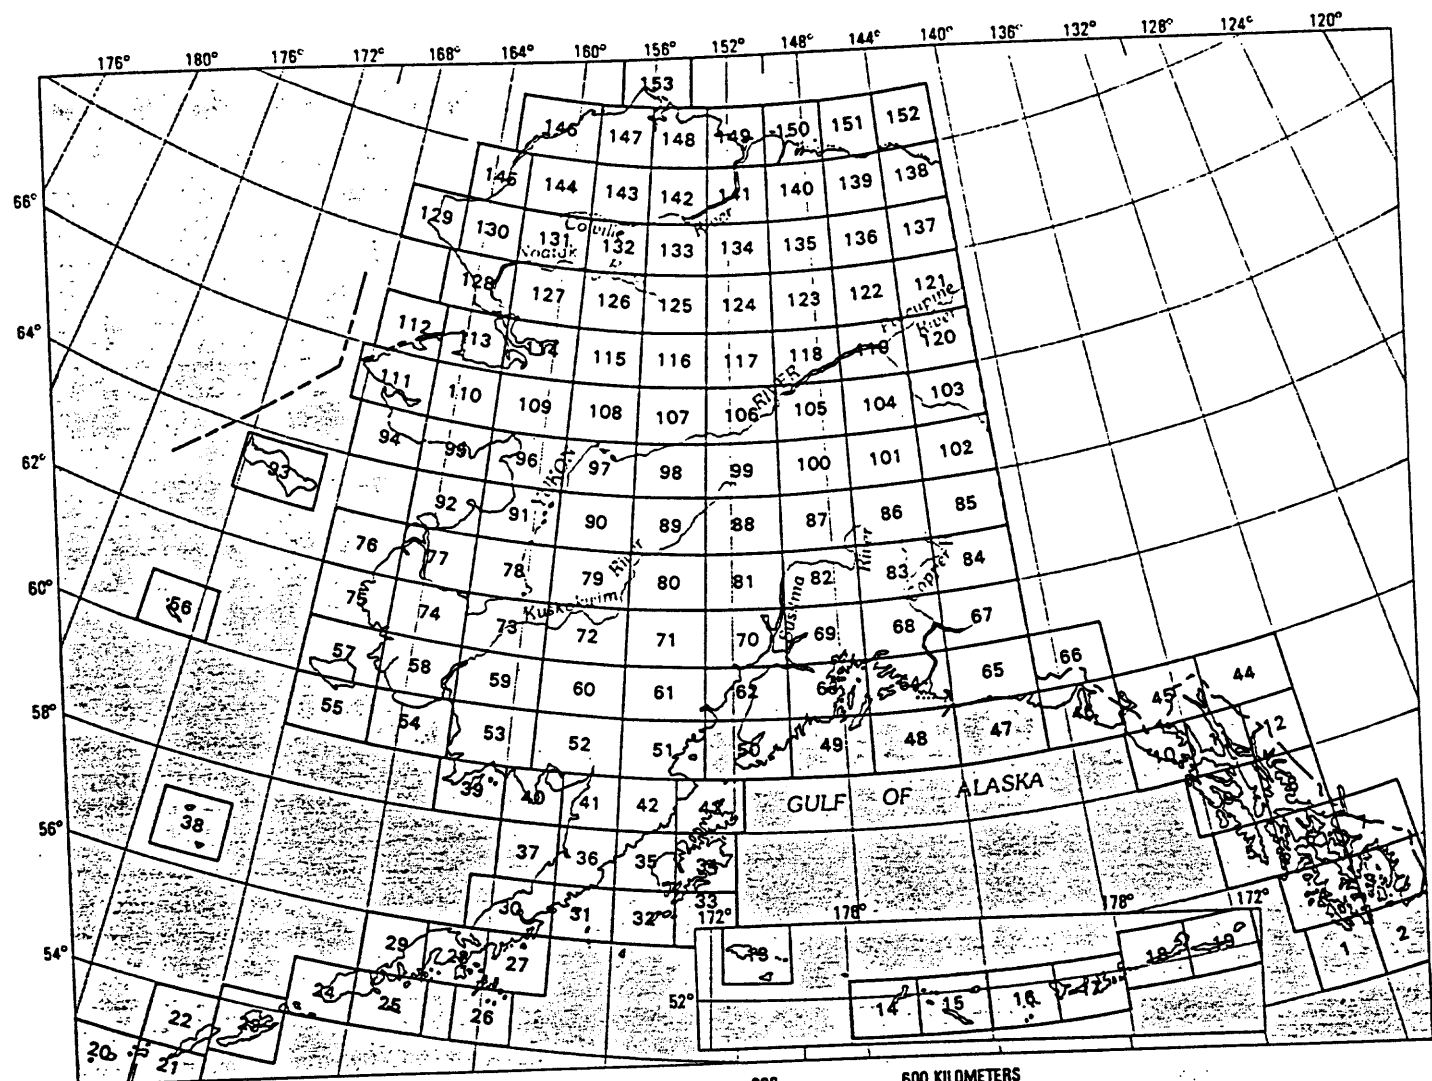 176° 180° 176° 172° 168° 164° 160° 156° 152° 148° 144° 140° 136° 132° 128° 124° 120°
153
146 147 148 149 150 151 152
145 144 143 142 141 140 139 138
66°
129 130 131 132 133 134 135 136 137
Colville River
Noatak R
128 127 126 125 124 123 122 121
Porcupine River
64°
112 113 114 115 116 117 118 119 120
111 110 109 108 107 106 105 104 103
RIVER
62°
94 95 96 97 98 99 100 101 102
YUKON
93
92 91 90 89 88 87 86 85
76 77 78 79 80 81 82 83 84
River
River
Copper
Susitna
60°
56
75 74 73 72 71 70 69 68 67
Kuskokwim
57 58 59 60 61 62 63 64 65 66
45 44
58°
55 54 53 52 51 50 49 48 47 46
12
39 40 41 42 43
GULF OF ALASKA
38
56°
37 36 35 34
30 31 32 33
172° 178° 178° 172°
54°
29 28 27
13
18 19
1 2
24 25 26
52°
14 15 16
22 23
20 21
600 KILOMETERS